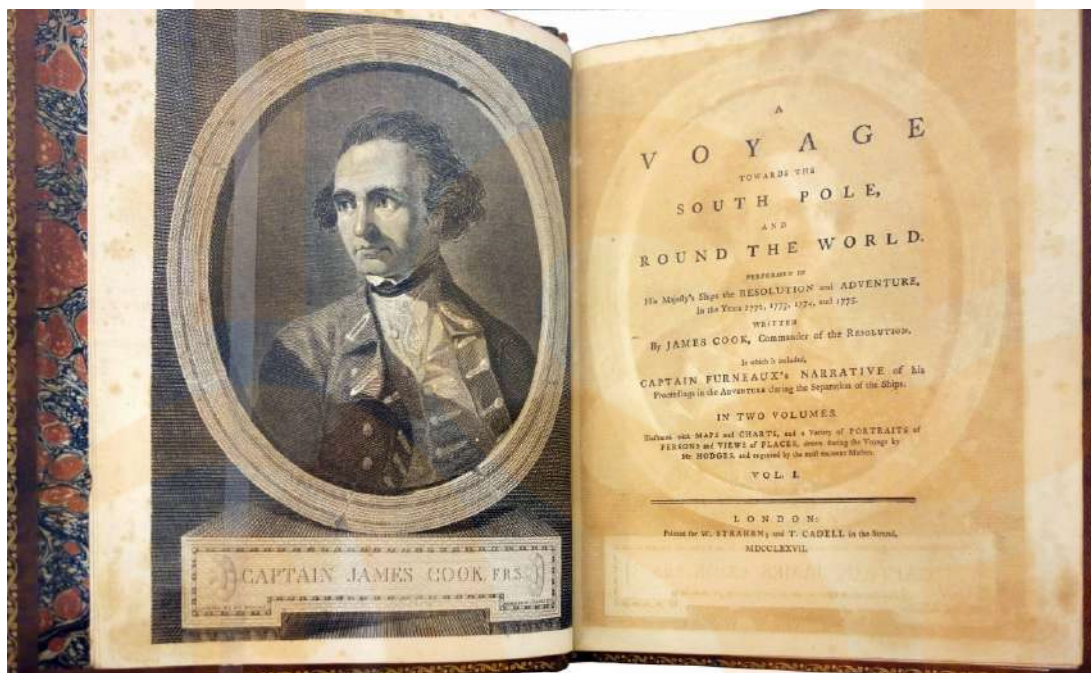 CAPTAIN JAMES COOK, F.R.S.
A
VOYAGE
TOWARDS THE
SOUTH POLE,
AND
ROUND THE WORLD.
PERFORMED IN
His Majesty's Ships the RESOLUTION and ADVENTURE,
In the Years 1772, 1773, 1774, and 1775.
WRITTEN
By JAMES COOK, Commander of the RESOLUTION.
In which is included,
CAPTAIN FURNEAUX's NARRATIVE of his
Proceedings in the ADVENTURE during the Separation of the Ships.
IN TWO VOLUMES.
Illustrated with MAPS and CHARTS, and a Variety of PORTRAITS of
PERSONS and VIEWS of PLACES, drawn during the Voyage by
Mr. HODGES, and engraved by the most eminent Masters.
VOL. I.
LONDON:
Printed for W. STRAHAN; and T. CADELL in the Strand.
MDCCLXXVII.